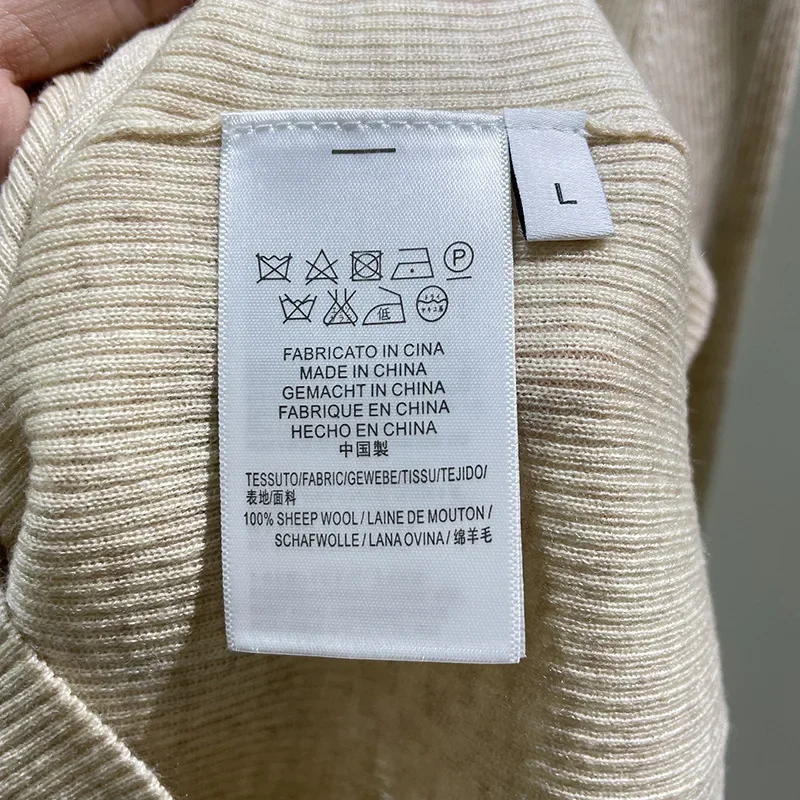 L
P
低
FABRICATO IN CINA
MADE IN CHINA
GEMACHT IN CHINA
FABRIQUE EN CHINA
HECHO EN CHINA
中国製
TESSUTO/FABRIC/GEWEBE/TISSU/TEJIDO/
表地/面料
100% SHEEP WOOL / LAINE DE MOUTON /
SCHAFWOLLE / LANA OVINA / 绵羊毛